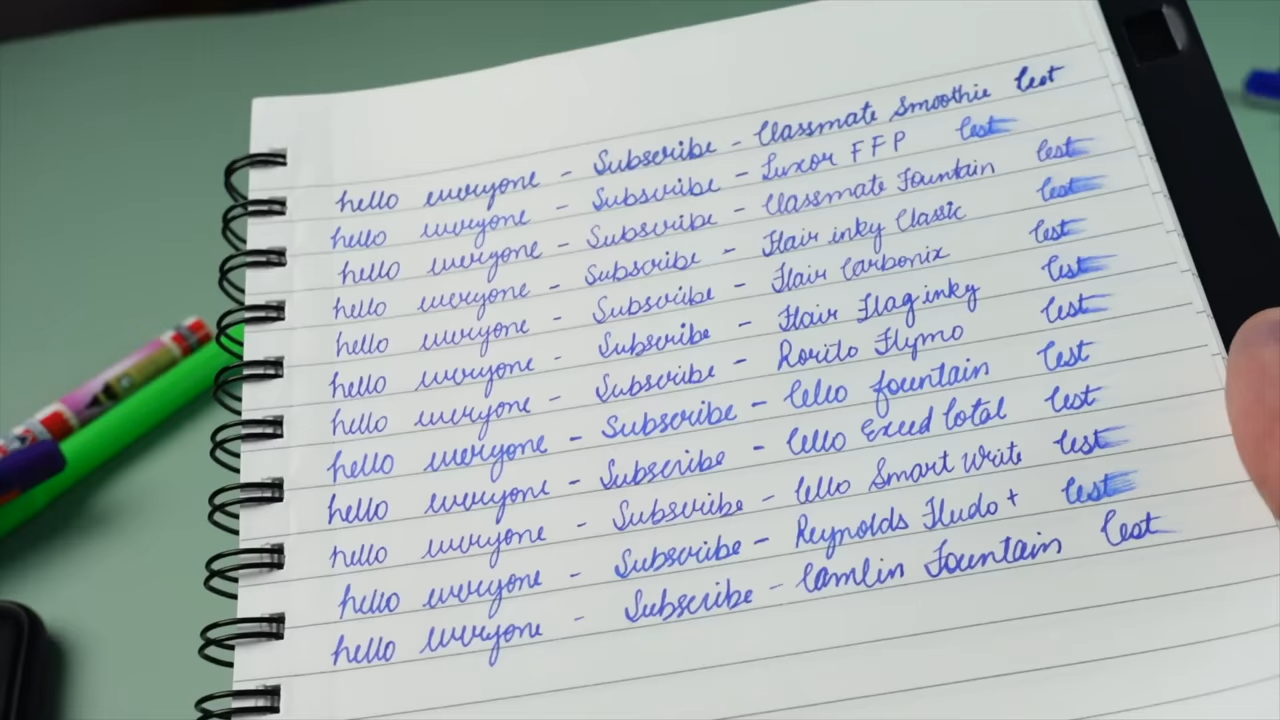 hello everyone - Subscribe - Classmate Smoothie test
hello everyone - Subscribe - Luxor FFP test
hello everyone - Subscribe - Classmate Fountain test
hello everyone - Subscribe - Flair inky Classic test
hello everyone - Subscribe - Flair Carbonix test
hello everyone - Subscribe - Flair Flag inky test
hello everyone - Subscribe - Rorito Flymo test
hello everyone - Subscribe - Cello fountain test
hello everyone - Subscribe - Cello Exeed total test
hello everyone - Subscribe - Cello Smart Write test
hello everyone - Subscribe - Reynolds Fludo+ test
hello everyone - Subscribe - Camlin Fountain test